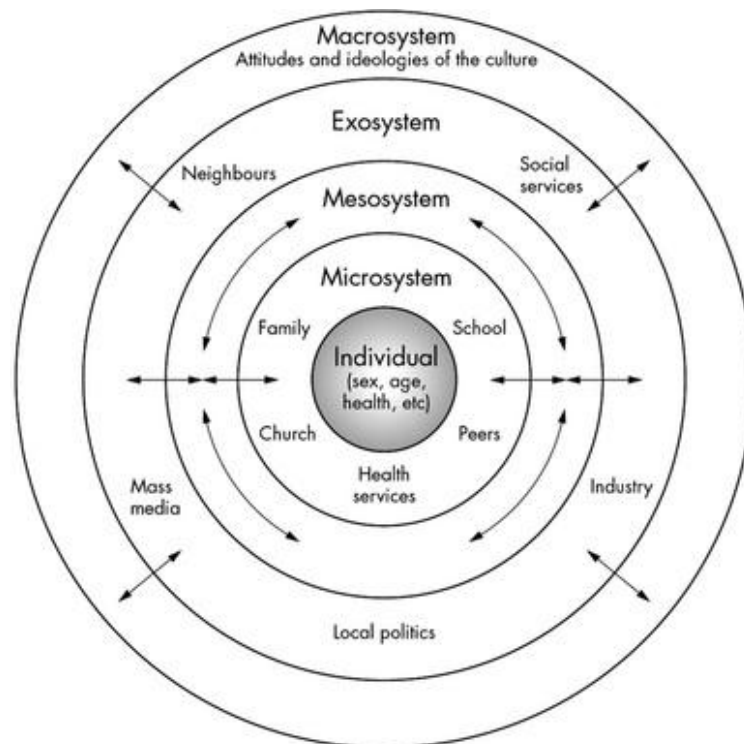 Macrosystem
Attitudes and ideologies of the culture
Exosystem
Neighbours
Social
services
Mesosystem
Microsystem
Family
School
Individual
(sex, age,
health, etc)
Church
Peers
Health
services
Mass
media
Industry
Local politics